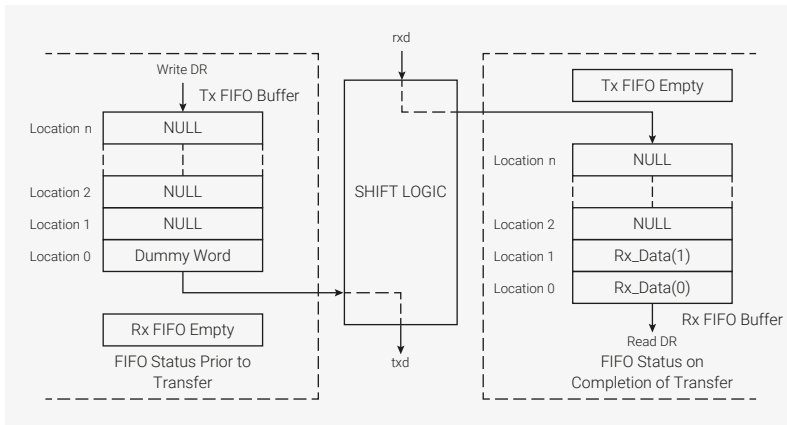 rxd
Write DR
Tx FIFO Buffer
Location n
NULL
Location 2
NULL
Location 1
NULL
Location 0
Dummy Word
Rx FIFO Empty
FIFO Status Prior to
Transfer
SHIFT LOGIC
txd
Tx FIFO Empty
Location n
NULL
Location 2
NULL
Location 1
Rx_Data(1)
Location 0
Rx_Data(0)
Rx FIFO Buffer
Read DR
FIFO Status on
Completion of Transfer